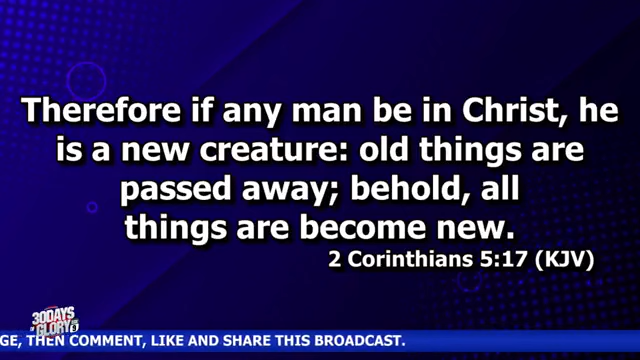 Therefore if any man be in Christ, he
is a new creature: old things are
passed away; behold, all
things are become new.
2 Corinthians 5:17 (KJV)
30DAYS
OF
GLORY
GE, THEN COMMENT, LIKE AND SHARE THIS BROADCAST.